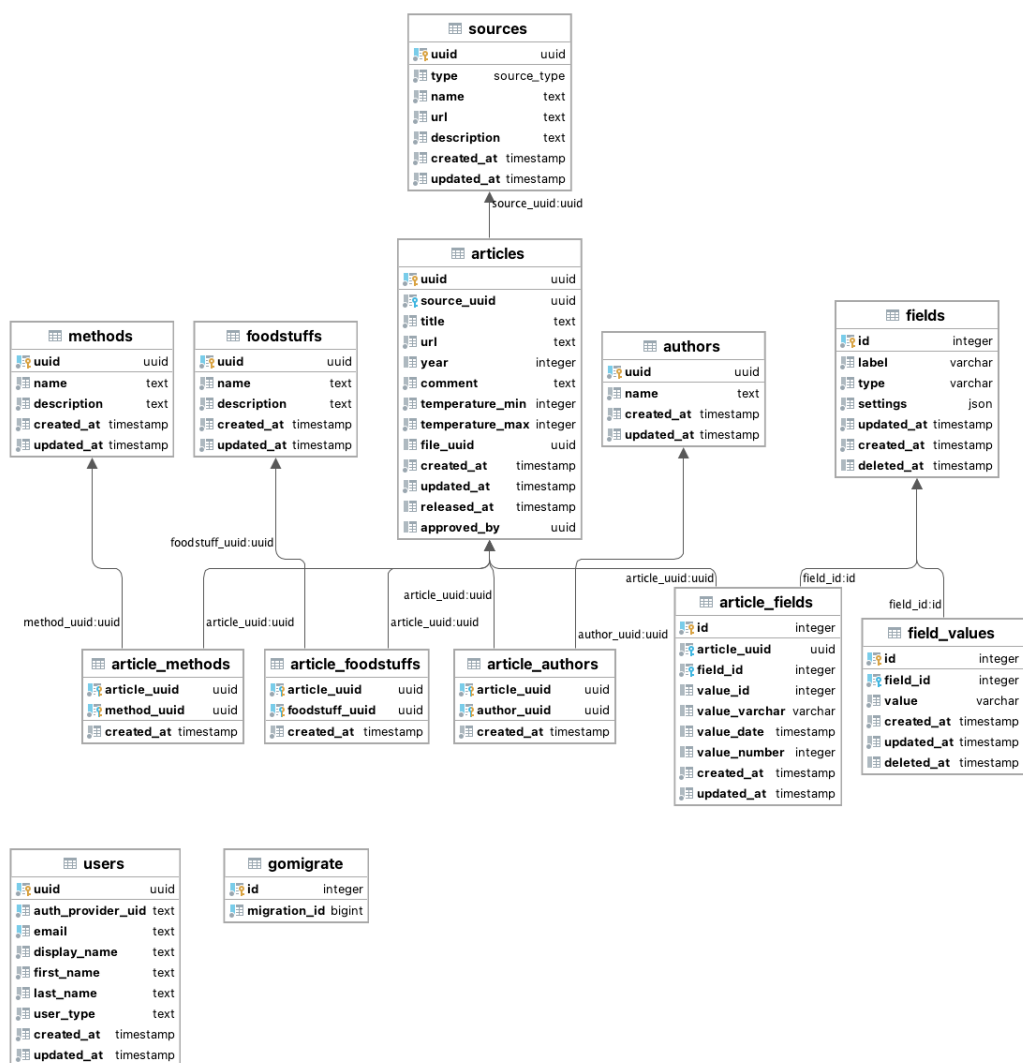 sources
uuid uuid
type source_type
name text
url text
description text
created_at timestamp
updated_at timestamp
source_uuid:uuid
articles
uuid uuid
source_uuid uuid
title text
url text
year integer
comment text
temperature_min integer
temperature_max integer
file_uuid uuid
created_at timestamp
updated_at timestamp
released_at timestamp
approved_by uuid
methods
uuid uuid
name text
description text
created_at timestamp
updated_at timestamp
foodstuffs
uuid uuid
name text
description text
created_at timestamp
updated_at timestamp
authors
uuid uuid
name text
created_at timestamp
updated_at timestamp
fields
id integer
label varchar
type varchar
settings json
updated_at timestamp
created_at timestamp
deleted_at timestamp
foodstuff_uuid:uuid
method_uuid:uuid
article_uuid:uuid
article_uuid:uuid
article_uuid:uuid
author_uuid:uuid
article_uuid:uuid
field_id:id
field_id:id
article_methods
article_uuid uuid
method_uuid uuid
created_at timestamp
article_foodstuffs
article_uuid uuid
foodstuff_uuid uuid
created_at timestamp
article_authors
article_uuid uuid
author_uuid uuid
created_at timestamp
article_fields
id integer
article_uuid uuid
field_id integer
value_id integer
value_varchar varchar
value_date timestamp
value_number integer
created_at timestamp
updated_at timestamp
field_values
id integer
field_id integer
value varchar
created_at timestamp
updated_at timestamp
deleted_at timestamp
users
uuid uuid
auth_provider_uid text
email text
display_name text
first_name text
last_name text
user_type text
created_at timestamp
updated_at timestamp
gomigrate
id integer
migration_id bigint